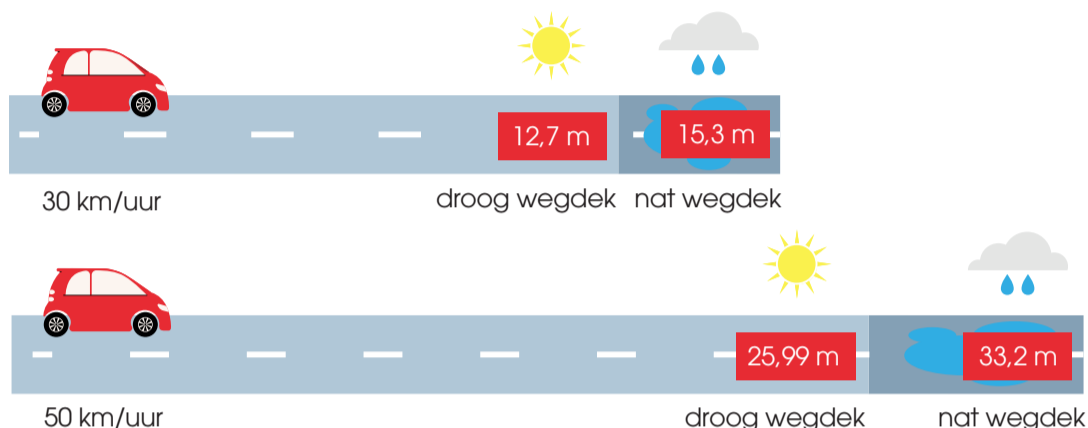 12,7 m 15,3 m
30 km/uur droog wegdek nat wegdek
25,99 m 33,2 m
50 km/uur droog wegdek nat wegdek